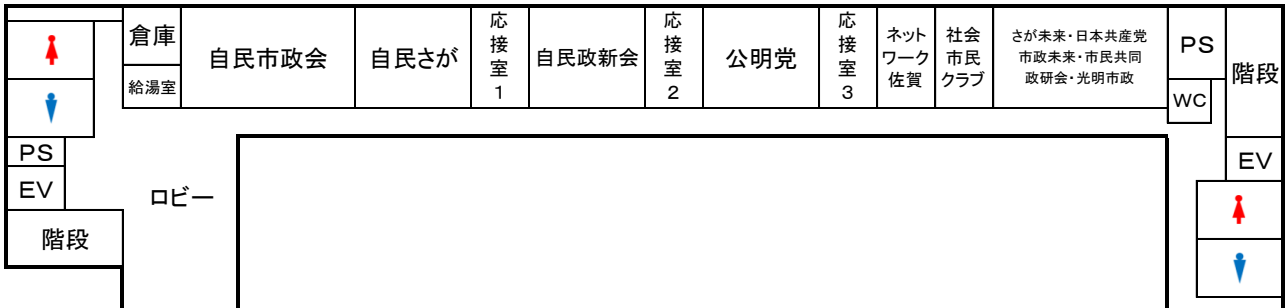 倉庫
給湯室
自民市政会
自民さが
応接室1
自民政新会
応接室2
公明党
応接室3
ネット
ワーク
佐賀
社会
市民
クラブ
さが未来・日本共産党
市政未来・市民共同
政研会・光明市政
PS
WC
階段
PS
EV
階段
ロビー
EV